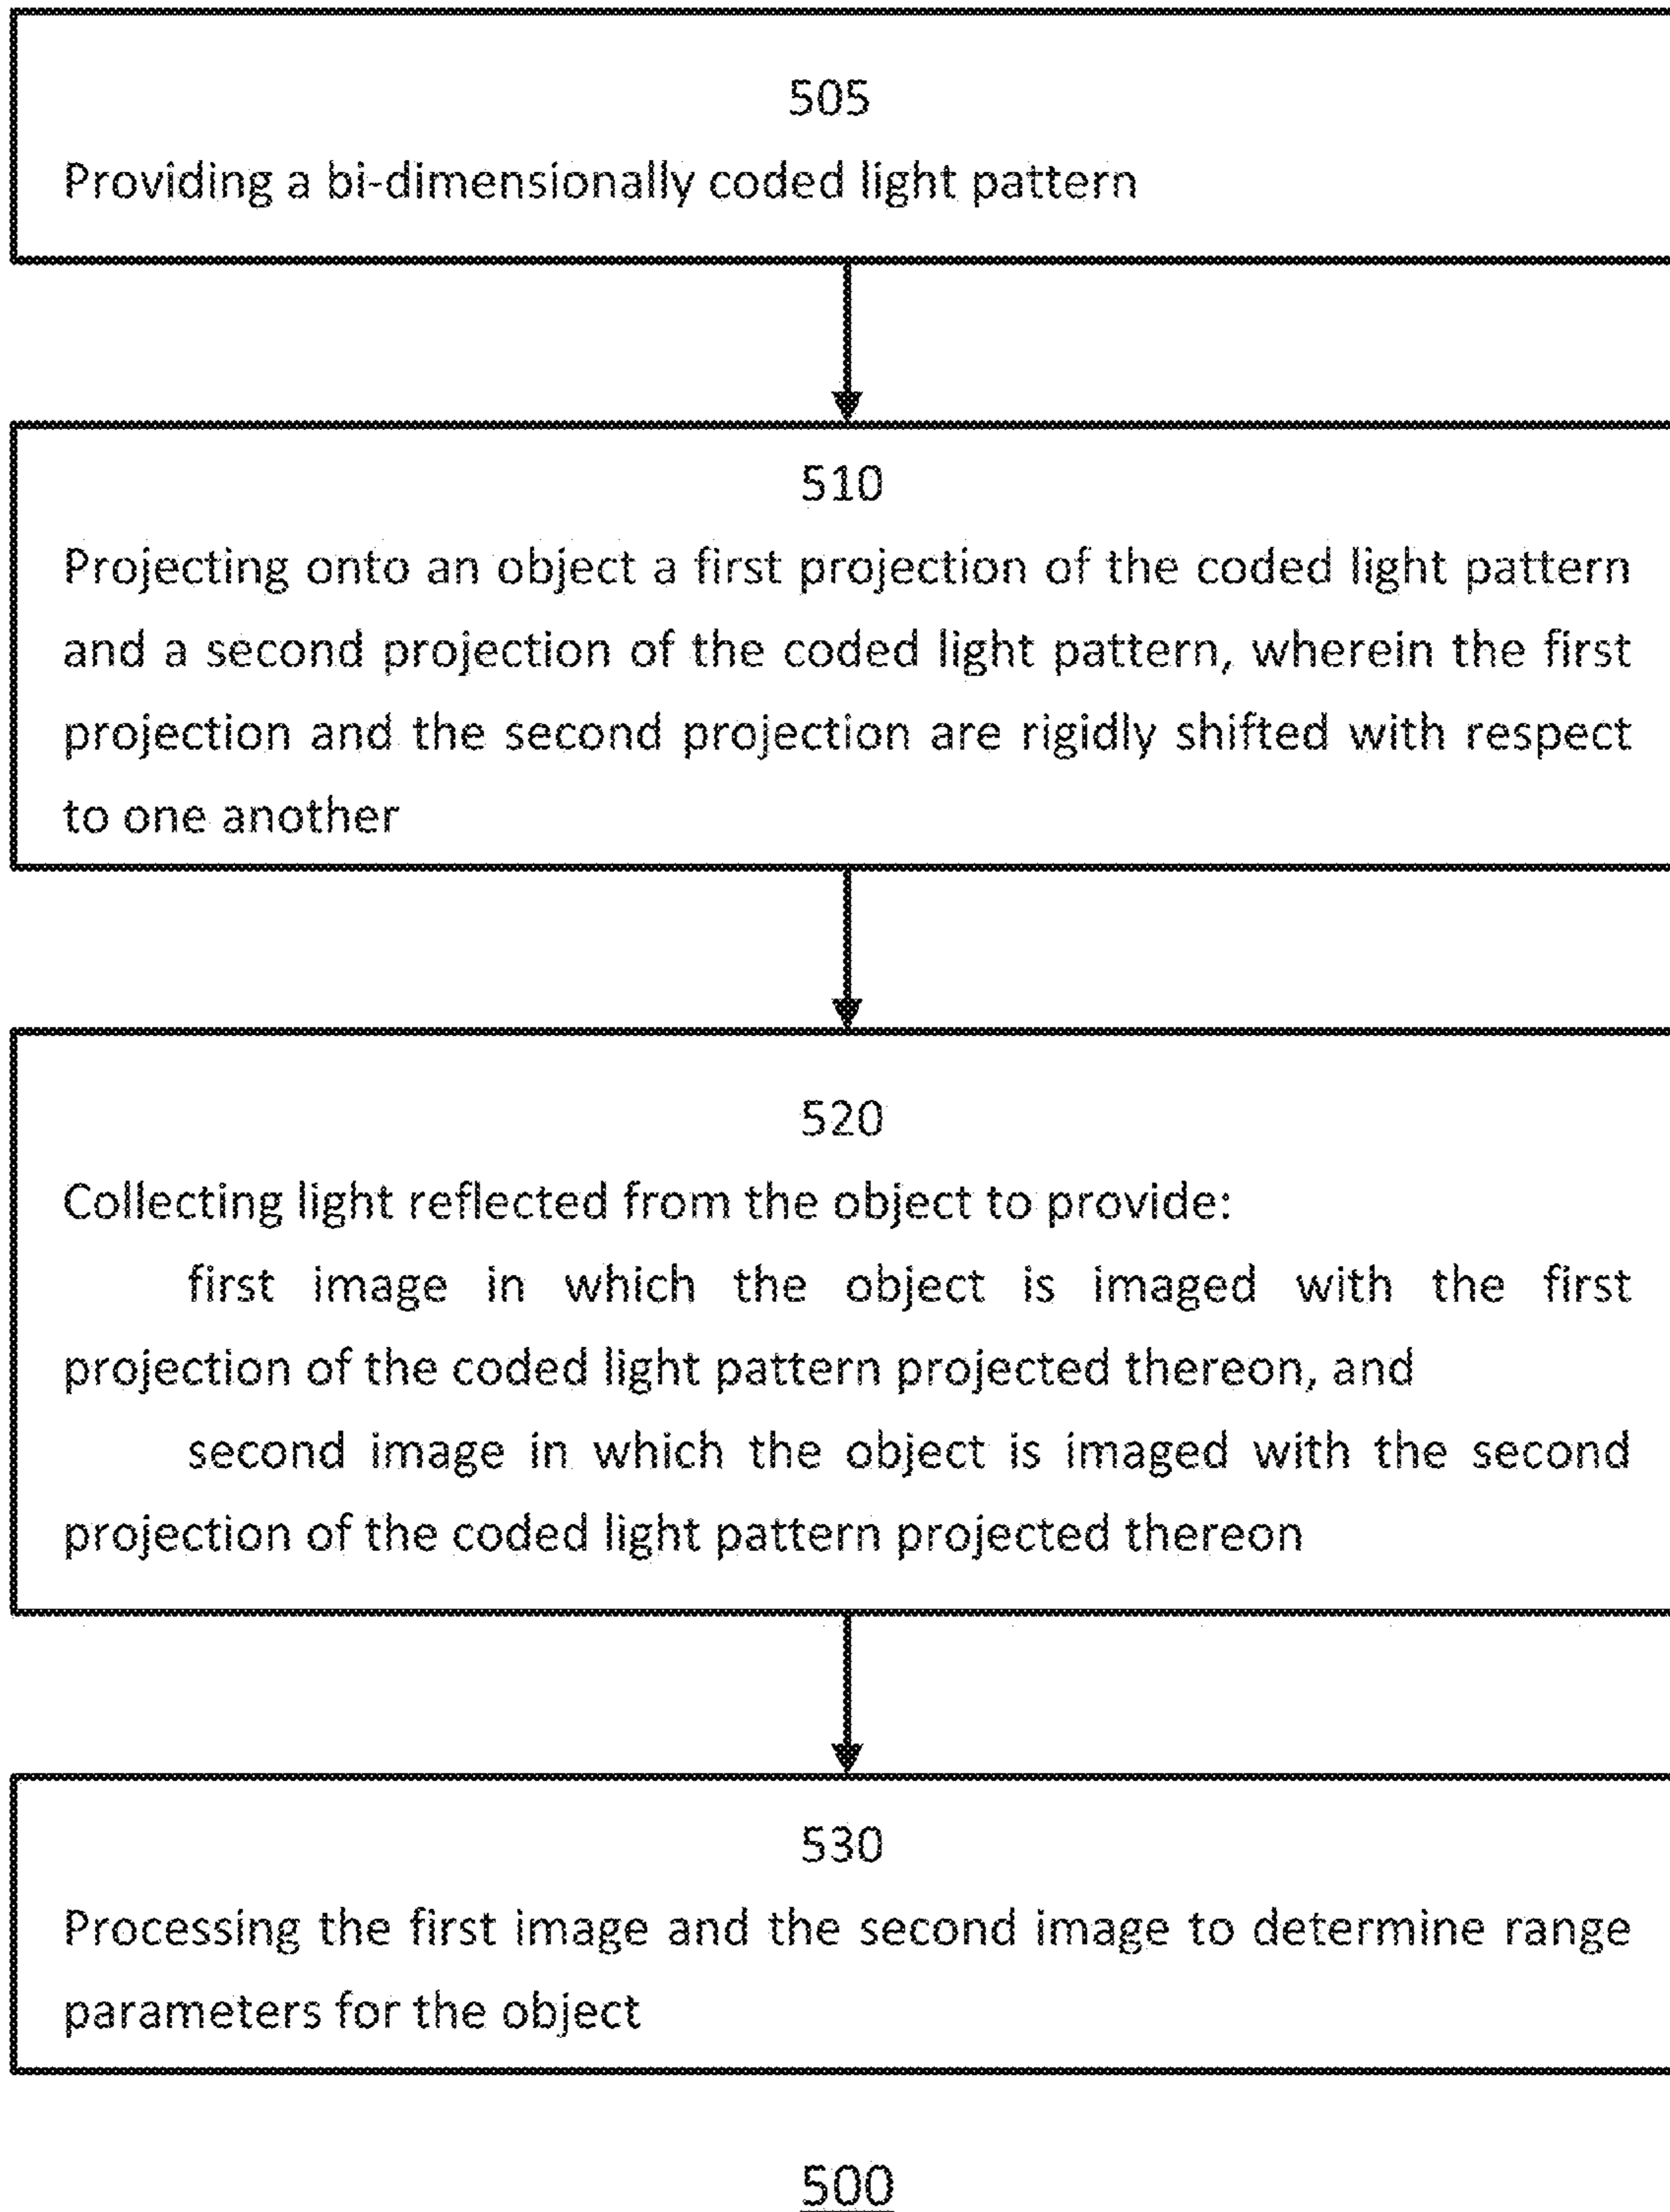 505
Providing a bi-dimensionally coded light pattern
510
Projecting onto an object a first projection of the coded light pattern
and a second projection of the coded light pattern, wherein the first
projection and the second projection are rigidly shifted with respect
to one another
520
Collecting light reflected from the object to provide:
first image in which the object is imaged with the first
projection of the coded light pattern projected thereon, and
second image in which the object is imaged with the second
projection of the coded light pattern projected thereon
530
Processing the first image and the second image to determine range
parameters for the object
500